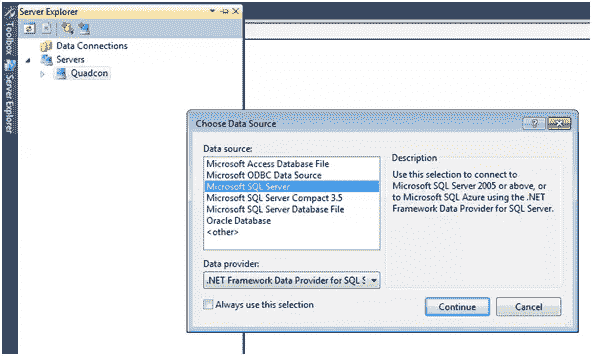 Server Explorer
Toolbox
Server Explorer
Data Connections
Servers
Quadcon
Choose Data Source
?
Data source:
Microsoft Access Database File
Microsoft ODBC Data Source
Microsoft SQL Server
Microsoft SQL Server Compact 3.5
Microsoft SQL Server Database File
Oracle Database
<other>
Description
Use this selection to connect to
Microsoft SQL Server 2005 or above, or
to Microsoft SQL Azure using the .NET
Framework Data Provider for SQL Server.
Data provider:
.NET Framework Data Provider for SQL S
Always use this selection
Continue
Cancel